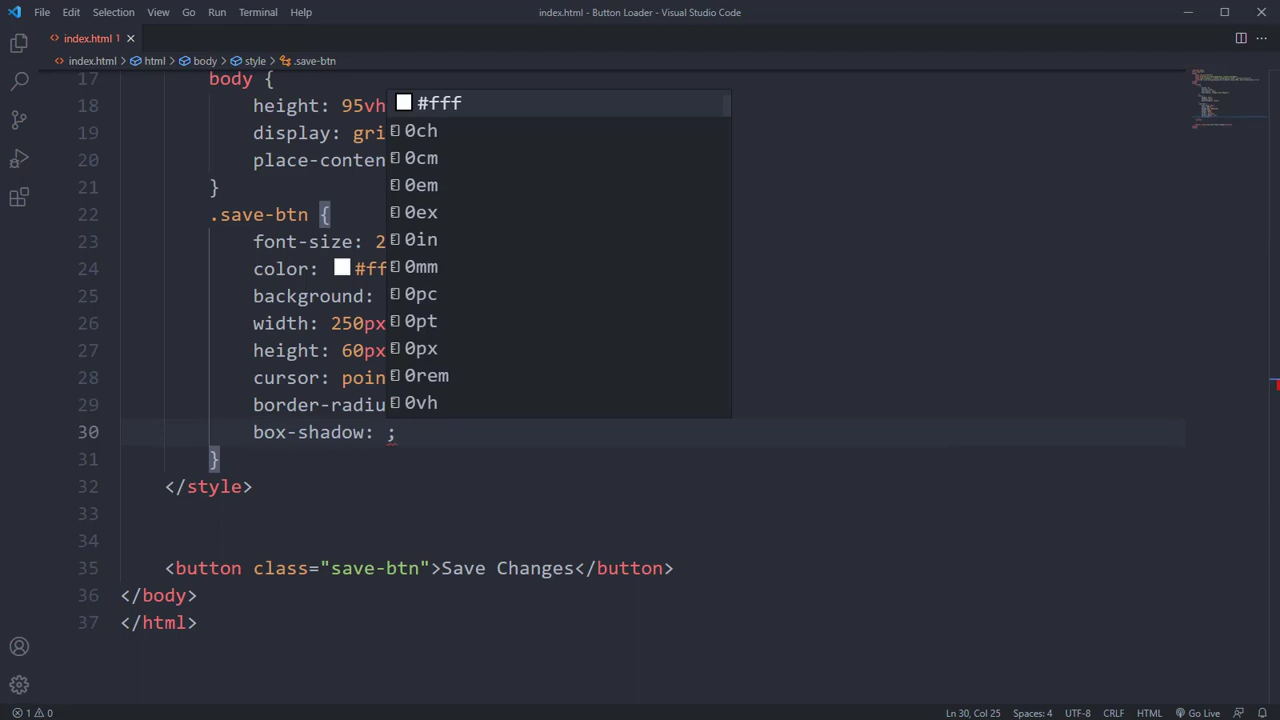 File Edit Selection View Go Run Terminal Help index.html - Button Loader - Visual Studio Code
index.html 1
index.html html body style .save-btn
17 body {
18 height: 95vh
19 display: gri
20 place-conten
21 }
22 .save-btn {
23 font-size: 2
24 color: #ff
25 background:
26 width: 250px
27 height: 60px
28 cursor: poin
29 border-radiu
30 box-shadow: ;
31 }
32 </style>
33
34
35 <button class="save-btn">Save Changes</button>
36 </body>
37 </html>
#fff
0ch
0cm
0em
0ex
0in
0mm
0pc
0pt
0px
0rem
0vh
1 0 Ln 30, Col 25 Spaces: 4 UTF-8 CRLF HTML Go Live